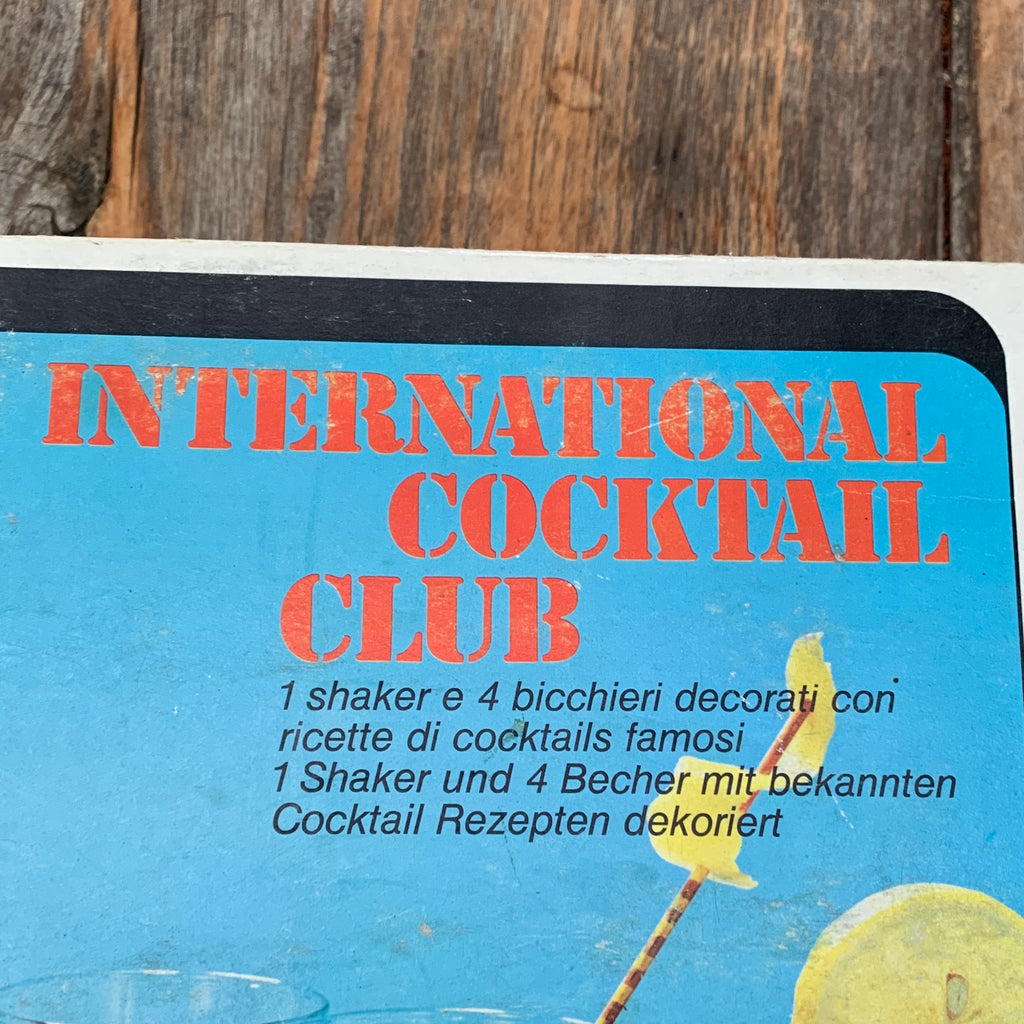 INTERNATIONAL
COCKTAIL
CLUB
1 shaker e 4 bicchieri decorati con
ricette di cocktails famosi
1 Shaker und 4 Becher mit bekannten
Cocktail Rezepten dekoriert